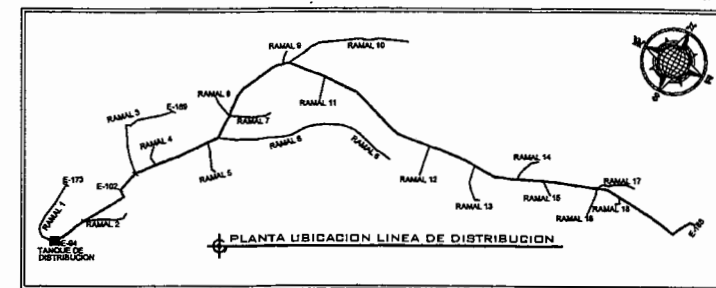 RAMAL 10
RAMAL 9
RAMAL 11
RAMAL 8
RAMAL 7
E-189
RAMAL 3
RAMAL 4
RAMAL 6
RAMAL 5
E-173
RAMAL 1
E-102
RAMAL 2
E-94
TANQUE DE
DISTRIBUCION
RAMAL 12
RAMAL 13
RAMAL 14
RAMAL 15
RAMAL 16
RAMAL 17
RAMAL 18
PLANTA UBICACION LINEA DE DISTRIBUCION